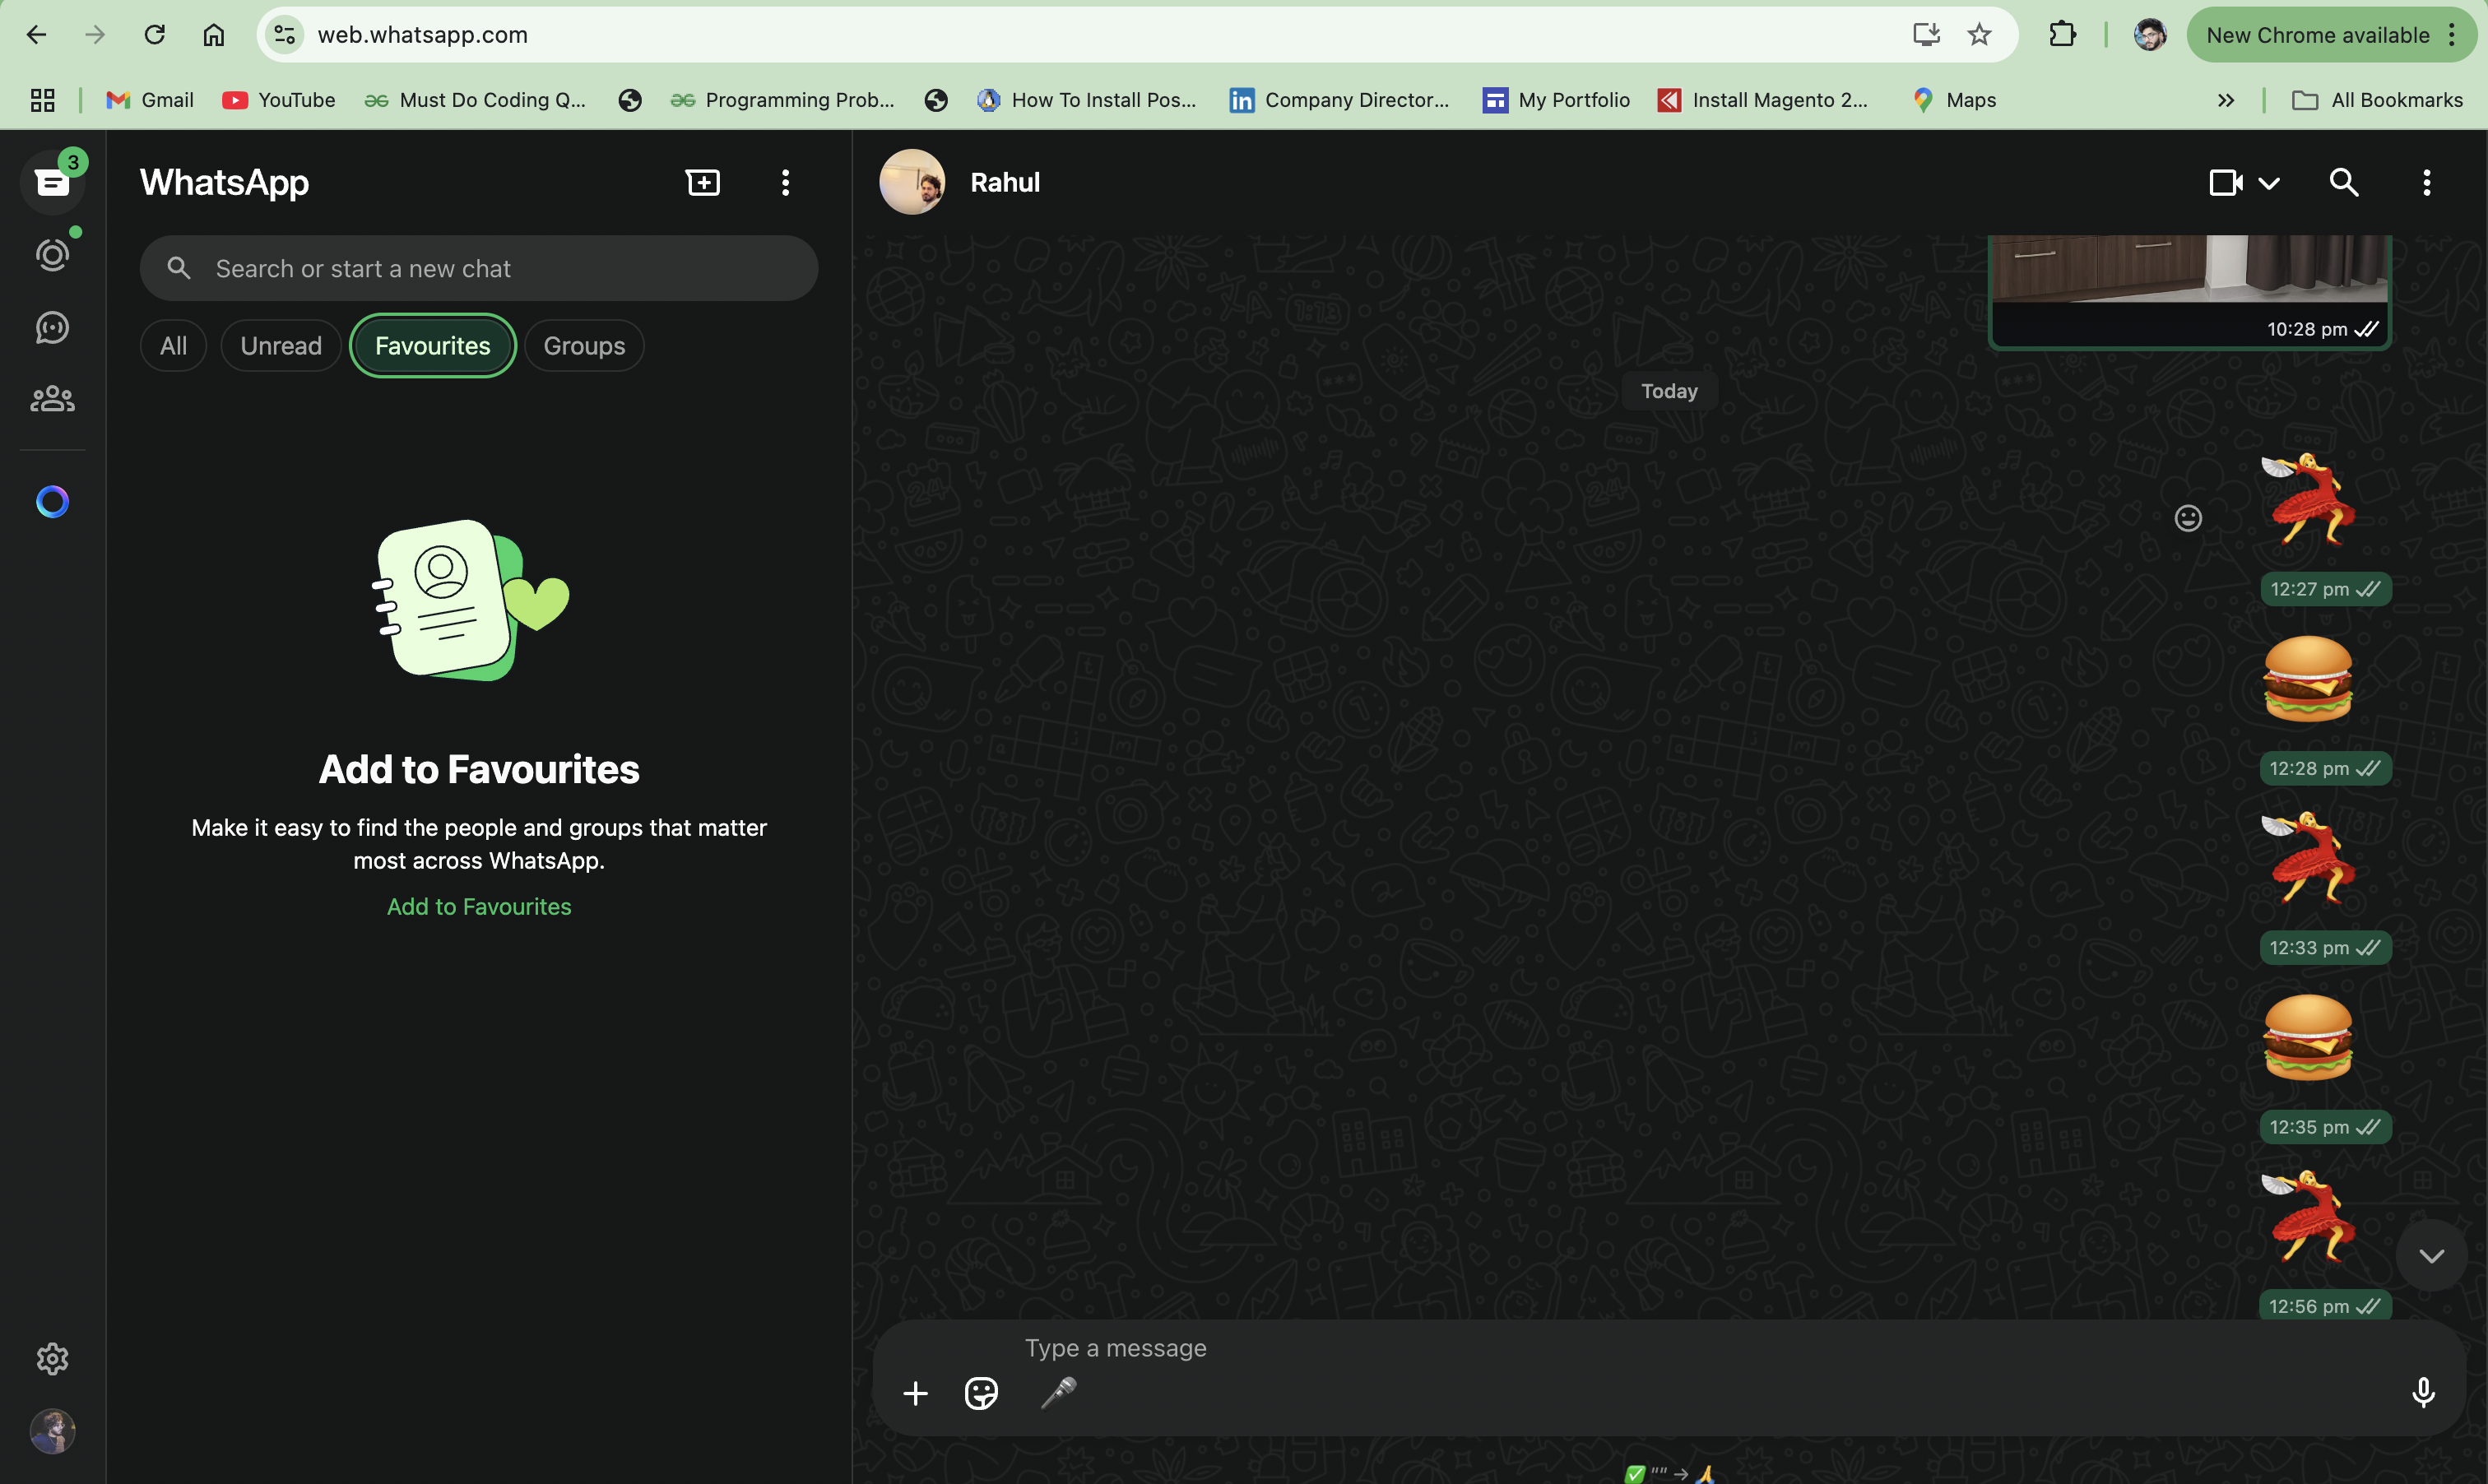 web.whatsapp.com
New Chrome available
Gmail
YouTube
Must Do Coding Q...
Programming Prob...
How To Install Pos...
Company Director...
My Portfolio
Install Magento 2...
Maps
All Bookmarks
3
WhatsApp
Search or start a new chat
All
Unread
Favourites
Groups
Add to Favourites
Make it easy to find the people and groups that matter
most across WhatsApp.
Add to Favourites
Rahul
10:28 pm
Today
12:27 pm
12:28 pm
12:33 pm
12:35 pm
12:56 pm
Type a message
✅ "" → 🙏